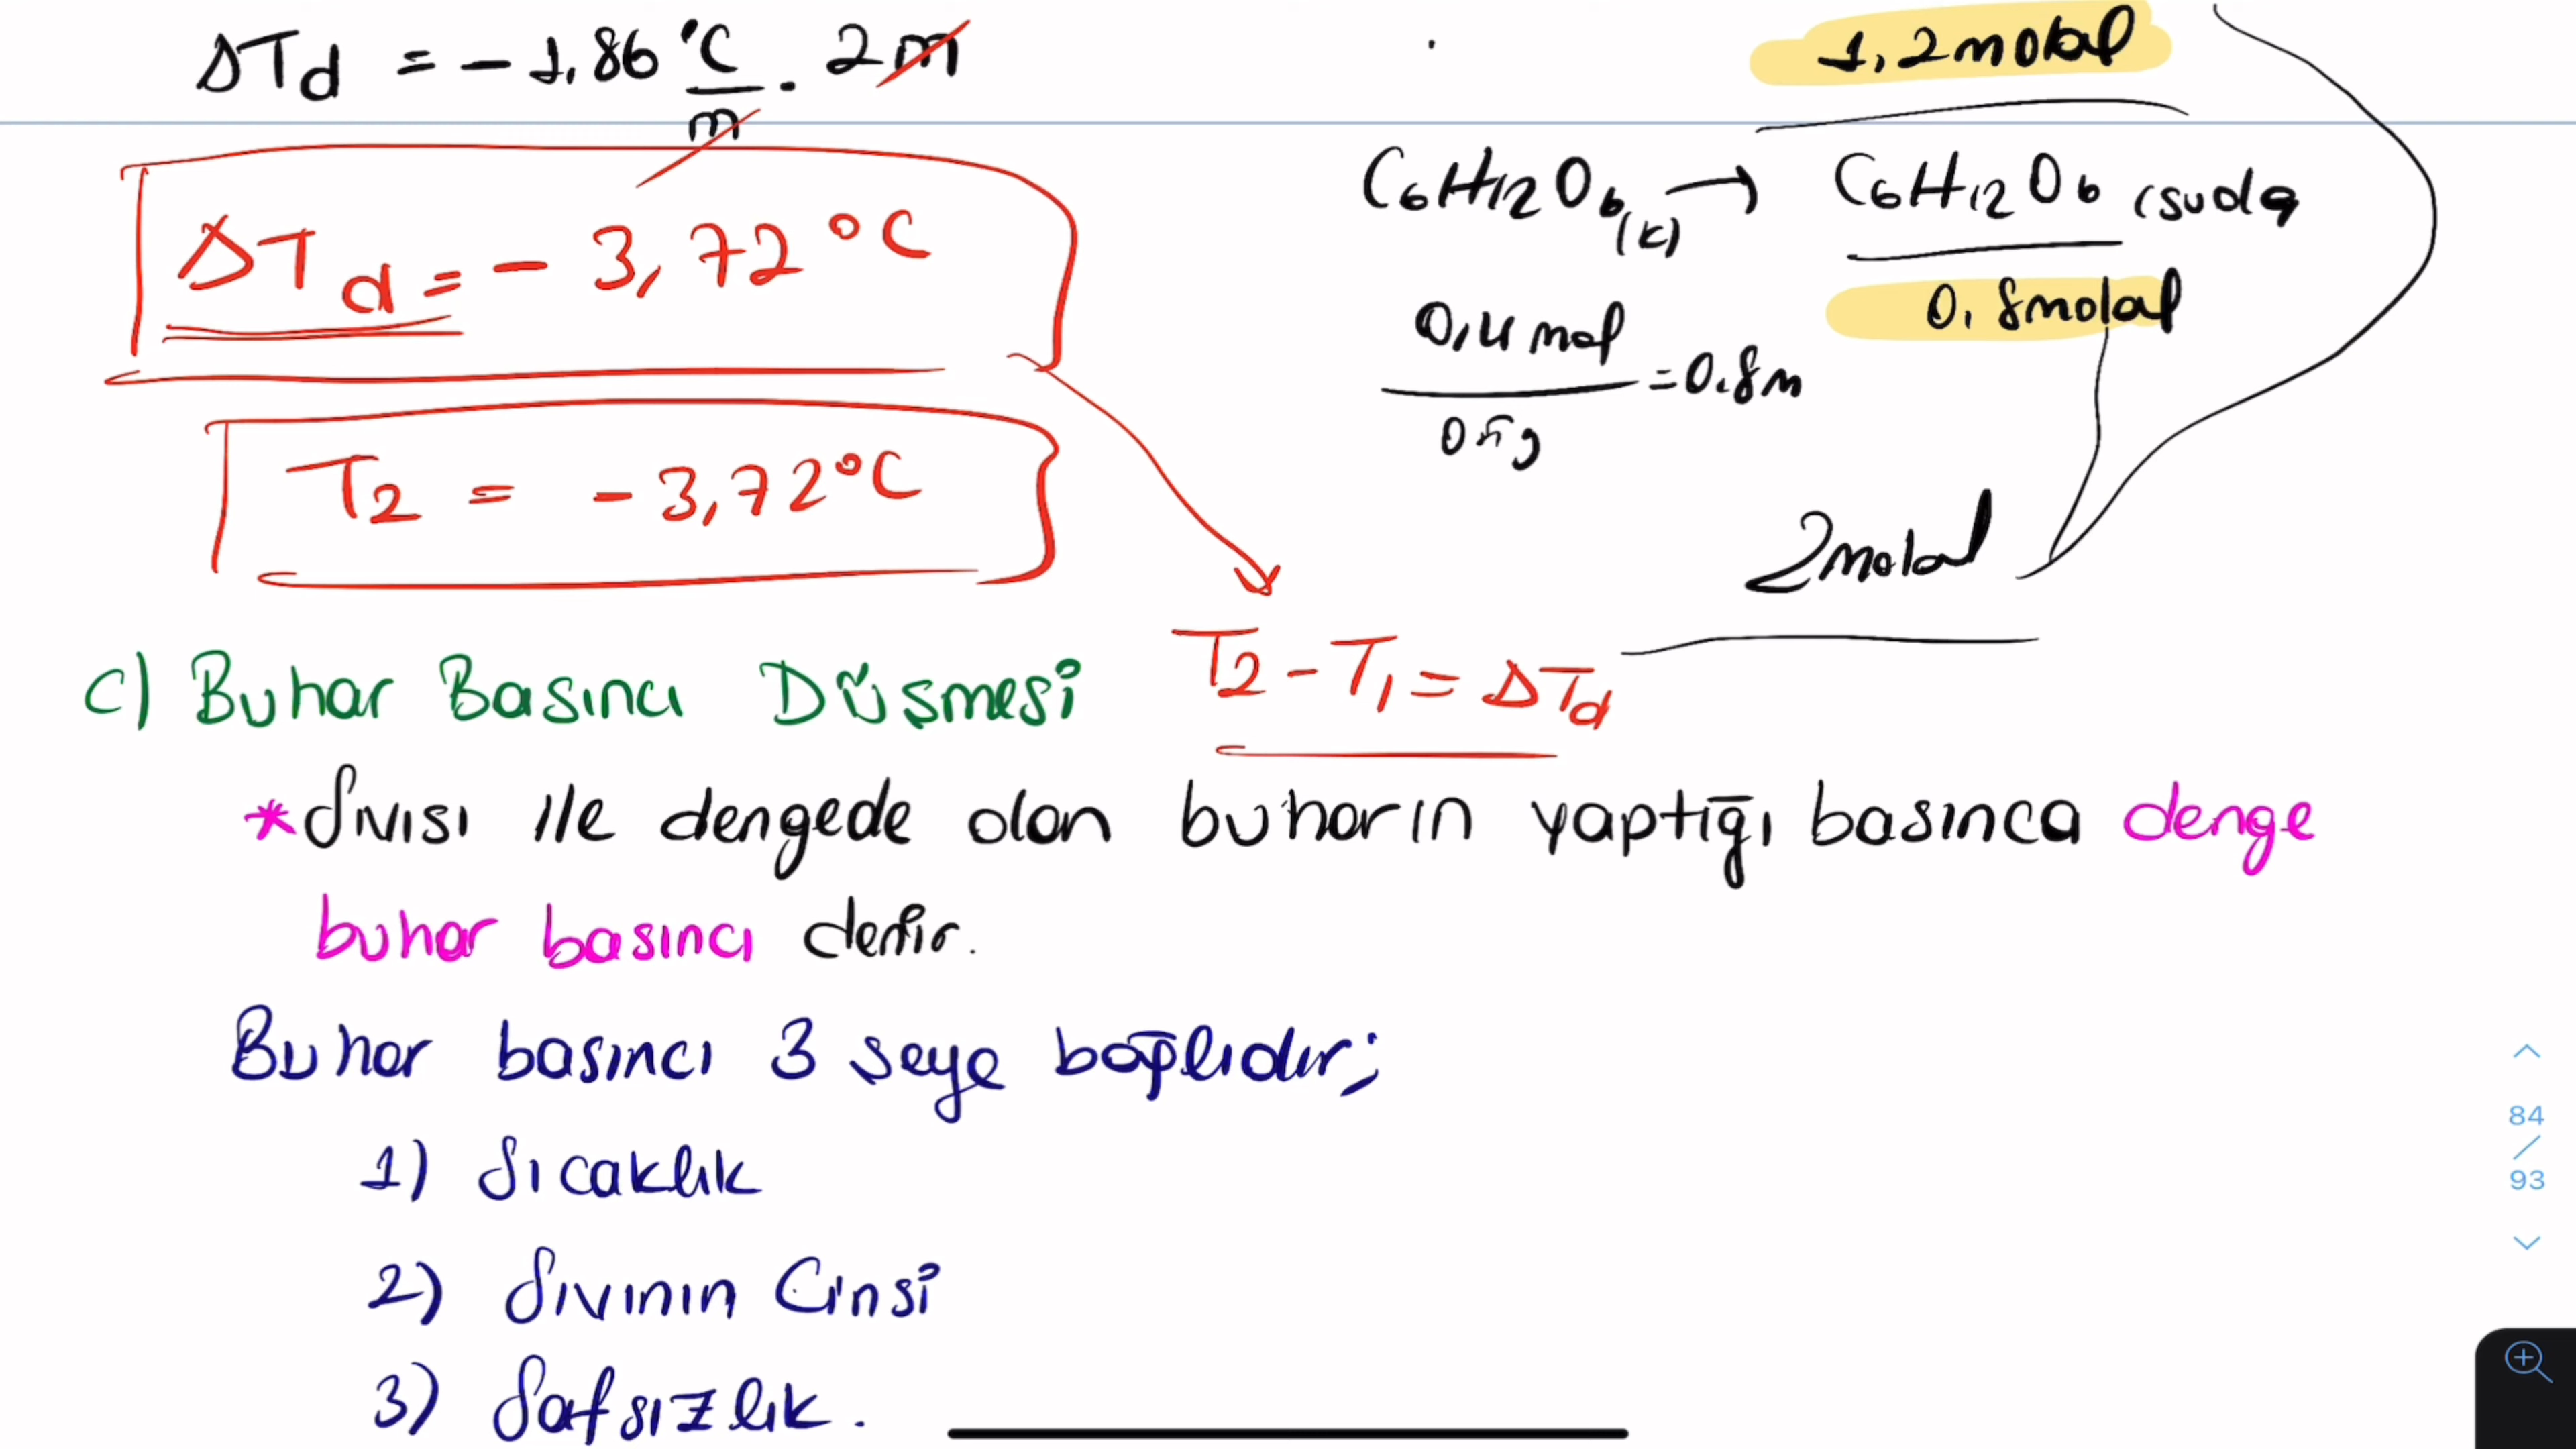 ΔTd = -1.86 °C/m . 2m
ΔTd = - 3,72 °C
T2 = - 3,72 °C
1,2 molal
C6H12O6(k) → C6H12O6 (suda
0,8 molal
0,4 mol
= 0.8m
2molal
T2 - T1 = ΔTd
C) Buhar Basıncı Düşmesi
* Sıvısı ile dengede olan buharın yaptığı basınca denge
buhar basıncı denir.
Buhar basıncı 3 şeye bağlıdır;
1) Sıcaklık
2) Sıvının Cinsi
3) Safsızlık.
84
/
93